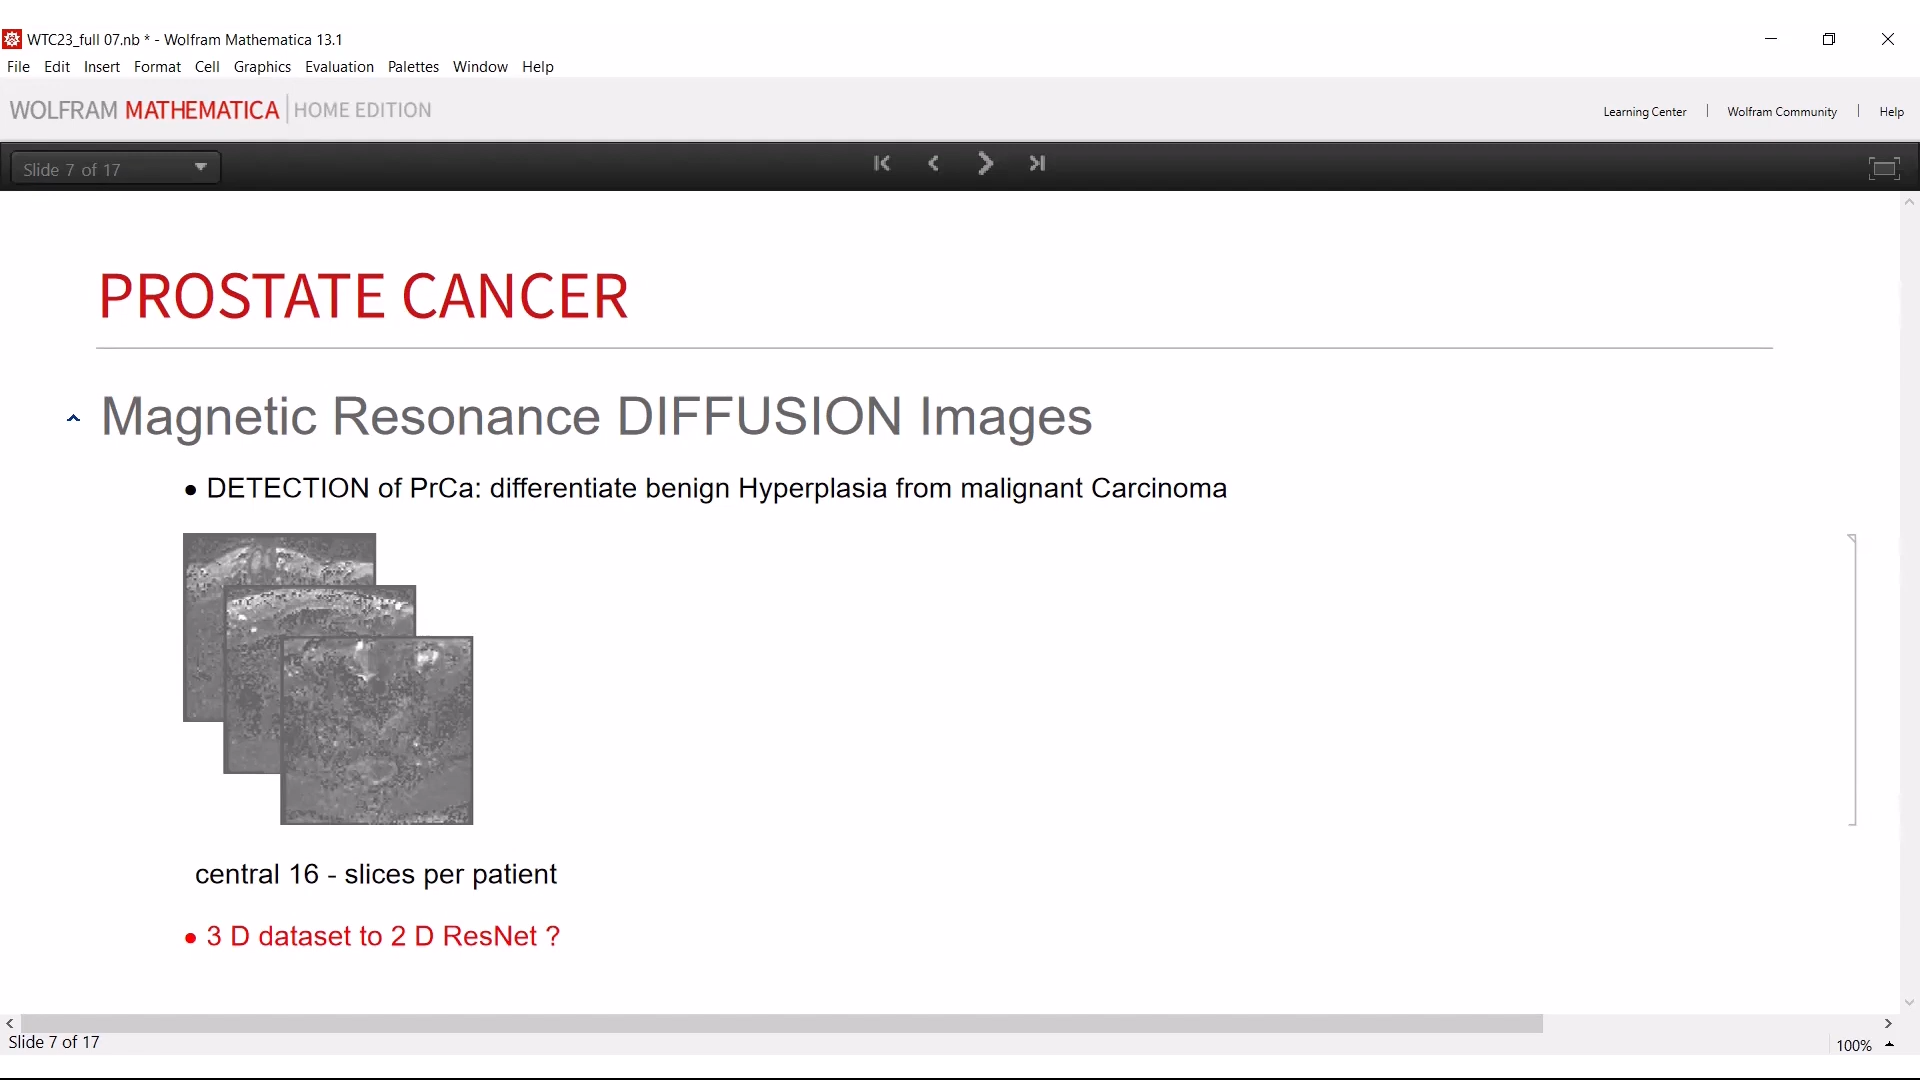 WTC23_full 07.nb * - Wolfram Mathematica 13.1
File Edit Insert Format Cell Graphics Evaluation Palettes Window Help
WOLFRAM MATHEMATICA HOME EDITION
Learning Center Wolfram Community Help
Slide 7 of 17
PROSTATE CANCER
Magnetic Resonance DIFFUSION Images
• DETECTION of PrCa: differentiate benign Hyperplasia from malignant Carcinoma
central 16 - slices per patient
• 3 D dataset to 2 D ResNet ?
Slide 7 of 17
100%